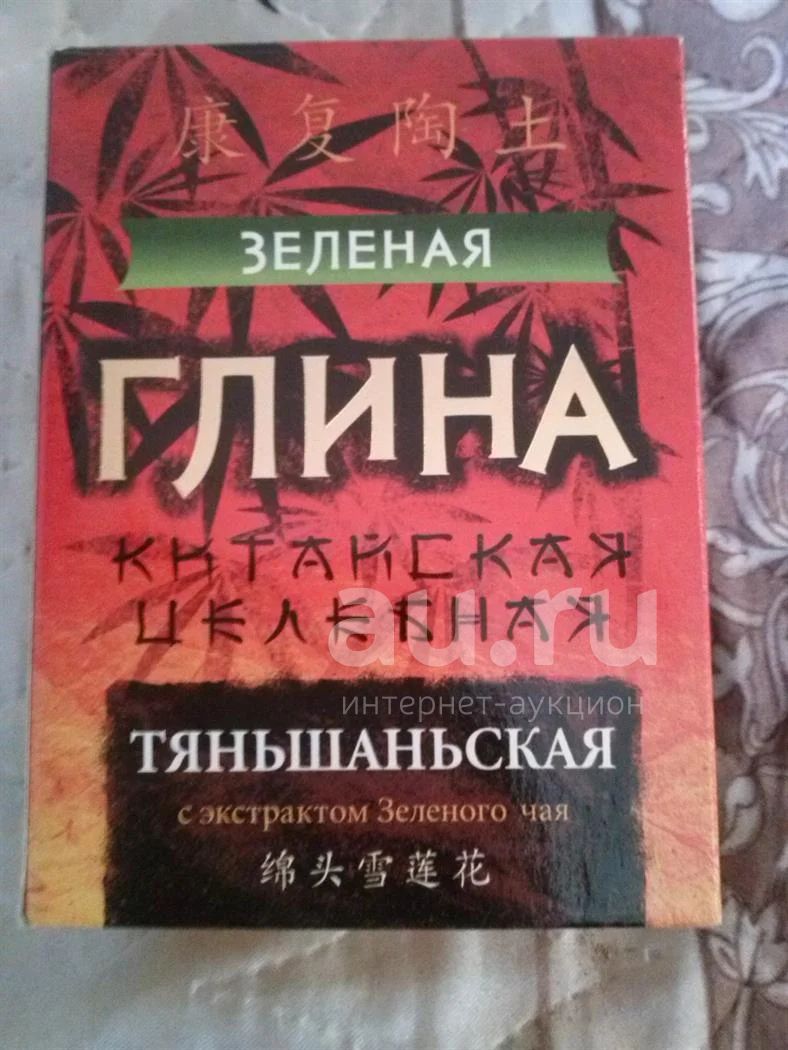 康复陶土
ЗЕЛЕНАЯ
ГЛИНА
КИТАЙСКАЯ
ЦЕЛЕБНАЯ
au.ru
интернет-аукцион
ТЯНЬШАНЬСКАЯ
с экстрактом Зеленого чая
绵头雪莲花